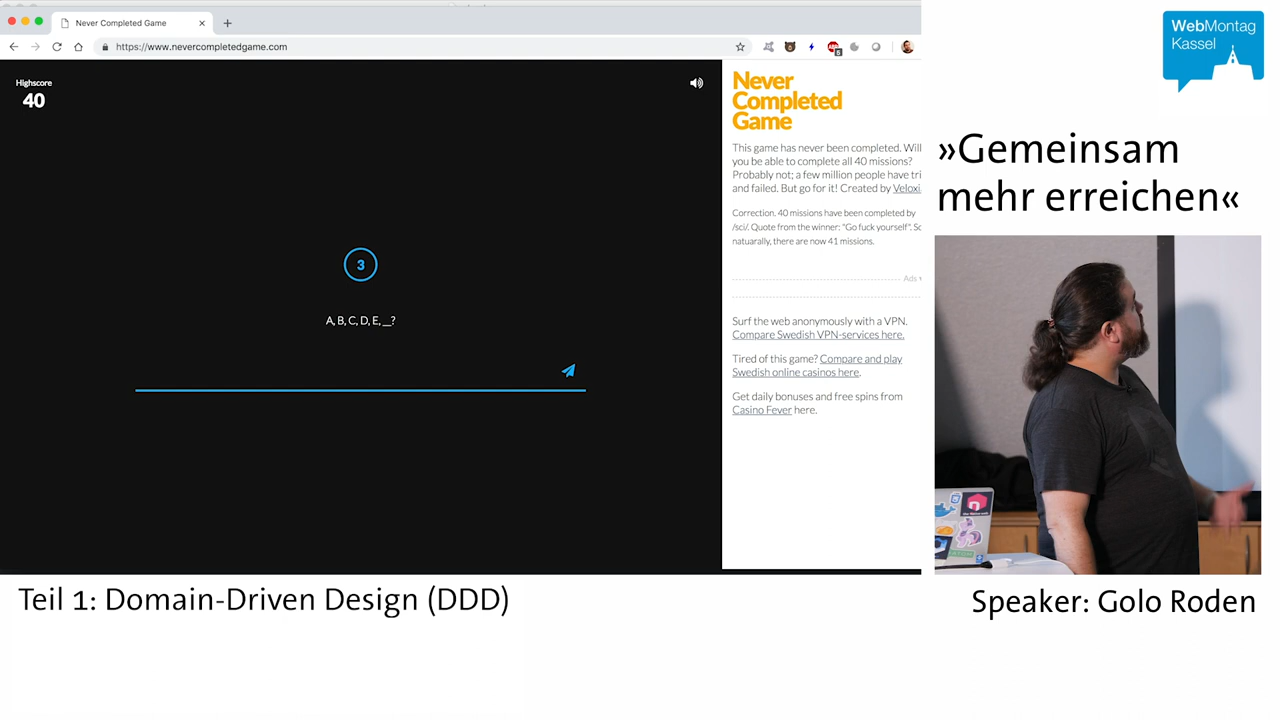 Never Completed Game
https://www.nevercompletedgame.com
Highscore
40
3
A, B, C, D, E, __?
Never
Completed
Game
This game has never been completed. Will
you be able to complete all 40 missions?
Probably not; a few million people have tri
and failed. But go for it! Created by Veloxi
Correction. 40 missions have been completed by
/sci/. Quote from the winner: "Go fuck yourself". So
natuarally, there are now 41 missions.
Ads
Surf the web anonymously with a VPN.
Compare Swedish VPN-services here.
Tired of this game? Compare and play
Swedish online casinos here.
Get daily bonuses and free spins from
Casino Fever here.
WebMontag
Kassel
»Gemeinsam
mehr erreichen«
Teil 1: Domain-Driven Design (DDD)
Speaker: Golo Roden